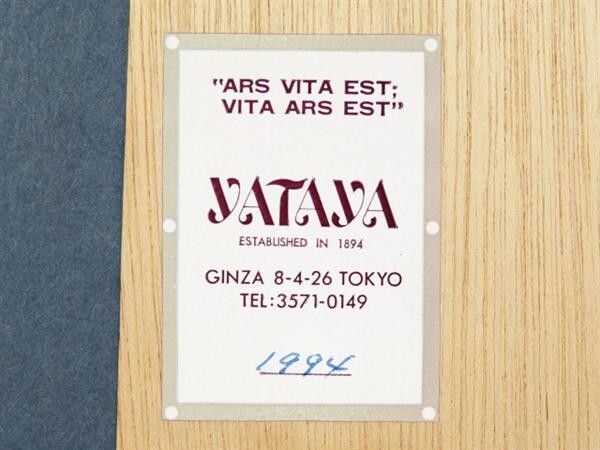 "ARS VITA EST;
VITA ARS EST"
YATAYA
ESTABLISHED IN 1894
GINZA 8-4-26 TOKYO
TEL:3571-0149
1994